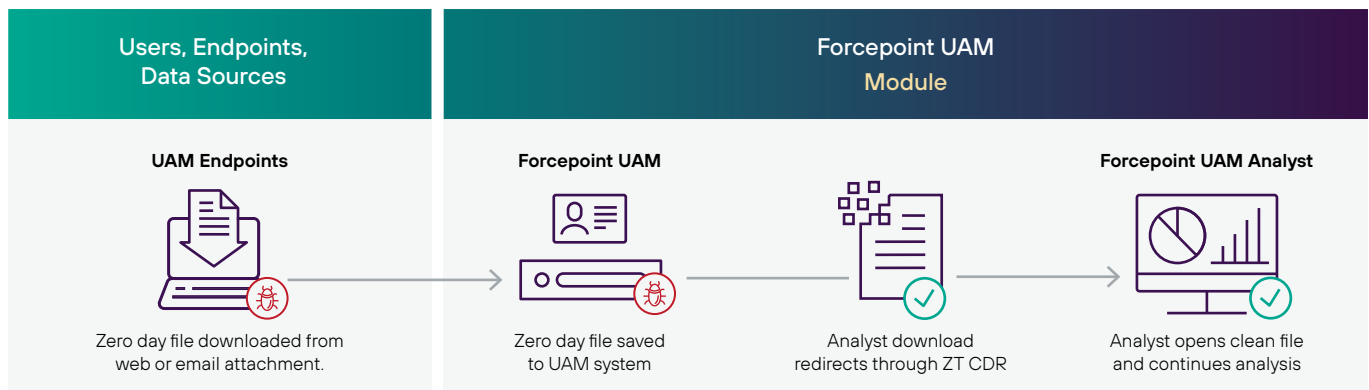 Users, Endpoints,
Data Sources
Forcepoint UAM
Module
UAM Endpoints
Zero day file downloaded from
web or email attachment.
Forcepoint UAM
Zero day file saved
to UAM system
Analyst download
redirects through ZT CDR
Forcepoint UAM Analyst
Analyst opens clean file
and continues analysis